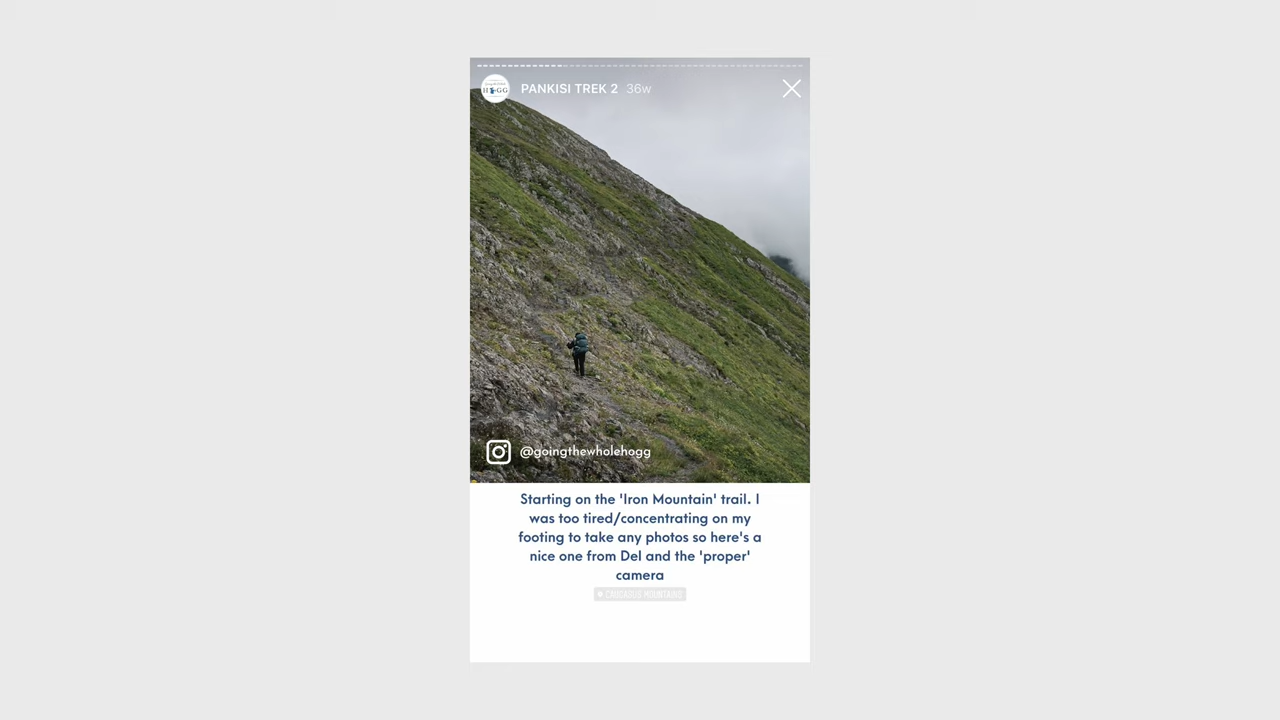 H GG
PANKISI TREK 2 36w
@goingthewholehogg
Starting on the 'Iron Mountain' trail. I
was too tired/concentrating on my
footing to take any photos so here's a
nice one from Del and the 'proper'
camera
CAUCASUS MOUNTAINS